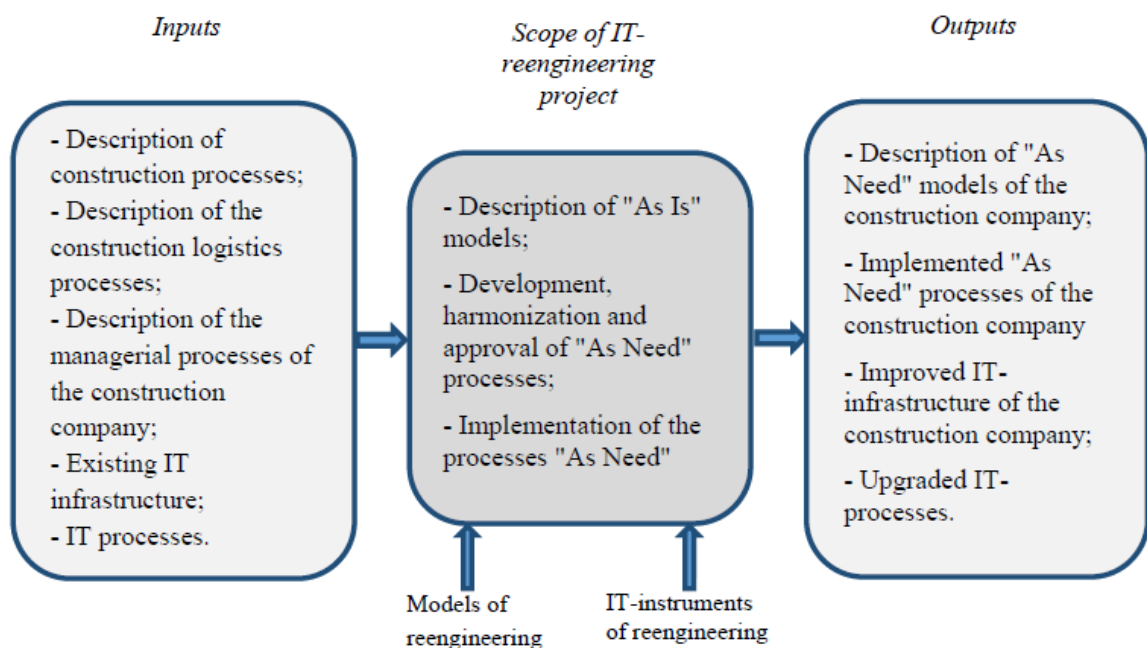 Inputs
- Description of
construction processes;
- Description of the
construction logistics
processes;
- Description of the
managerial processes of
the construction
company;
- Existing IT
infrastructure;
- IT processes.
Scope of IT-
reengineering
project
- Description of "As Is"
models;
- Development,
harmonization and
approval of "As Need"
processes;
- Implementation of the
processes "As Need"
Models of
reengineering
IT-instruments
of reengineering
Outputs
- Description of "As
Need" models of the
construction company;
- Implemented "As
Need" processes of the
construction company
- Improved IT-
infrastructure of the
construction company;
- Upgraded IT-
processes.